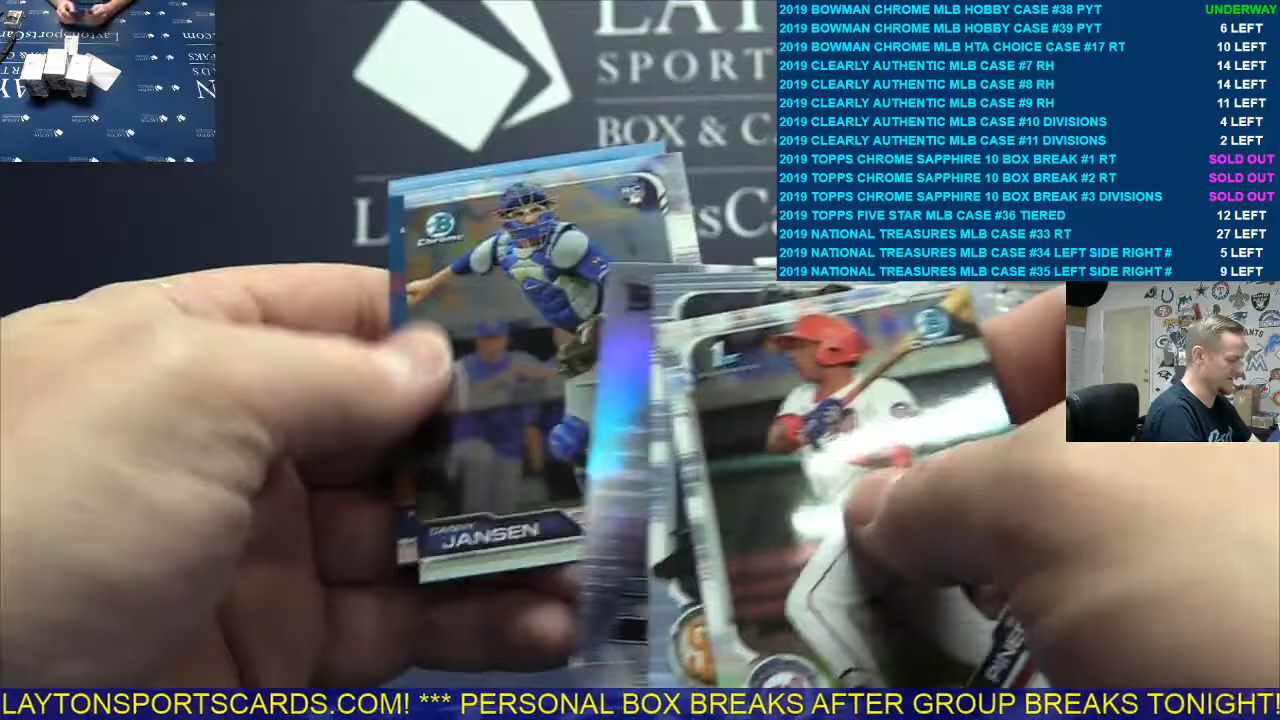 2019 BOWMAN CHROME MLB HOBBY CASE #38 PYT UNDERWAY
2019 BOWMAN CHROME MLB HOBBY CASE #39 PYT 6 LEFT
2019 BOWMAN CHROME MLB HTA CHOICE CASE #17 RT 10 LEFT
2019 CLEARLY AUTHENTIC MLB CASE #7 RH 14 LEFT
2019 CLEARLY AUTHENTIC MLB CASE #8 RH 14 LEFT
2019 CLEARLY AUTHENTIC MLB CASE #9 RH 11 LEFT
2019 CLEARLY AUTHENTIC MLB CASE #10 DIVISIONS 4 LEFT
2019 CLEARLY AUTHENTIC MLB CASE #11 DIVISIONS 2 LEFT
2019 TOPPS CHROME SAPPHIRE 10 BOX BREAK #1 RT SOLD OUT
2019 TOPPS CHROME SAPPHIRE 10 BOX BREAK #2 RT SOLD OUT
2019 TOPPS CHROME SAPPHIRE 10 BOX BREAK #3 DIVISIONS SOLD OUT
2019 TOPPS FIVE STAR MLB CASE #36 TIERED 12 LEFT
2019 NATIONAL TREASURES MLB CASE #33 RT 27 LEFT
2019 NATIONAL TREASURES MLB CASE #34 LEFT SIDE RIGHT # 5 LEFT
2019 NATIONAL TREASURES MLB CASE #35 LEFT SIDE RIGHT # 9 LEFT
LAYT
SPORT
BOX & CA
RC
Chrome
1st
DANNY
JANSEN
LAYTONSPORTSCARDS.COM! *** PERSONAL BOX BREAKS AFTER GROUP BREAKS TONIGHT!